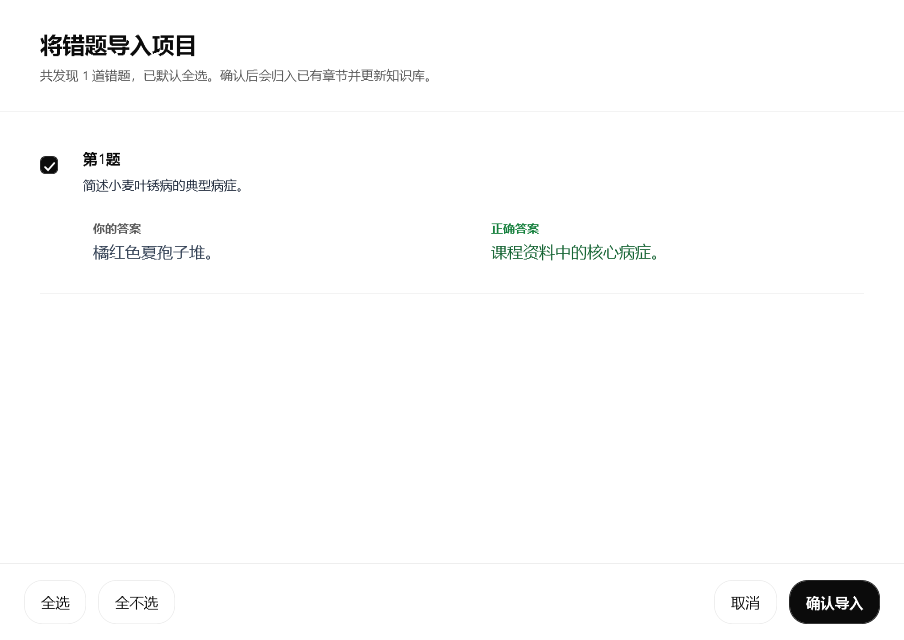 将错题导入项目
共发现 1 道错题，已默认全选。确认后会归入已有章节并更新知识库。
第1题
简述小麦叶锈病的典型病症。
你的答案
橘红色夏孢子堆。
正确答案
课程资料中的核心病症。
全选
全不选
取消
确认导入